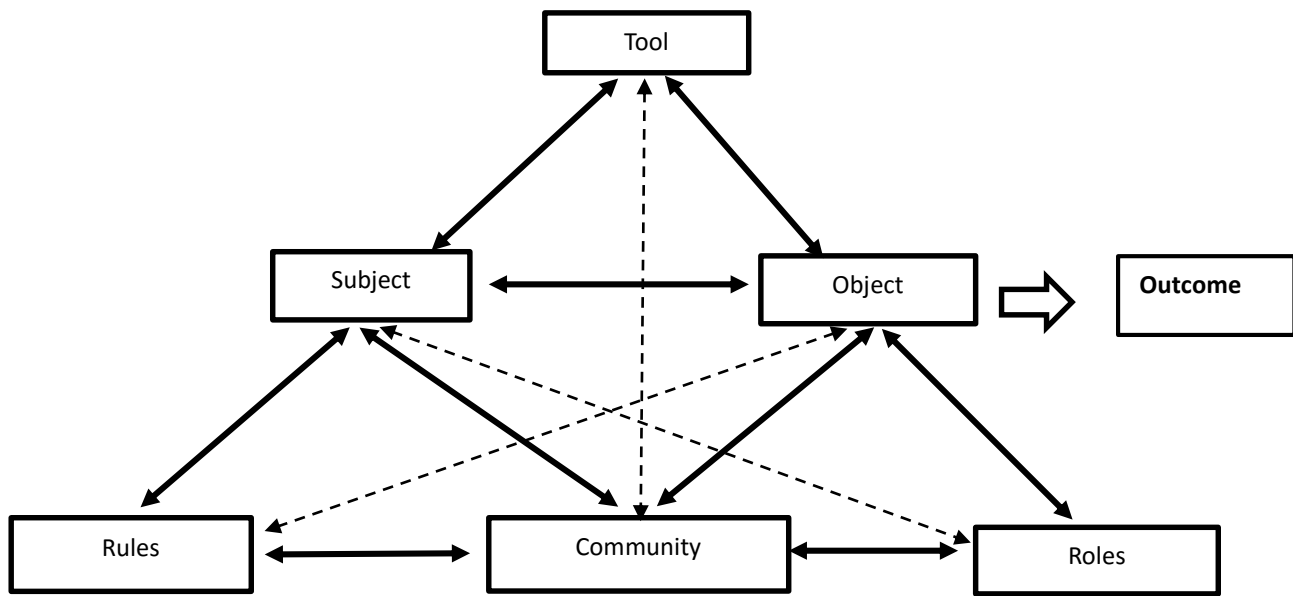 Tool
Subject
Object
Outcome
Rules
Community
Roles